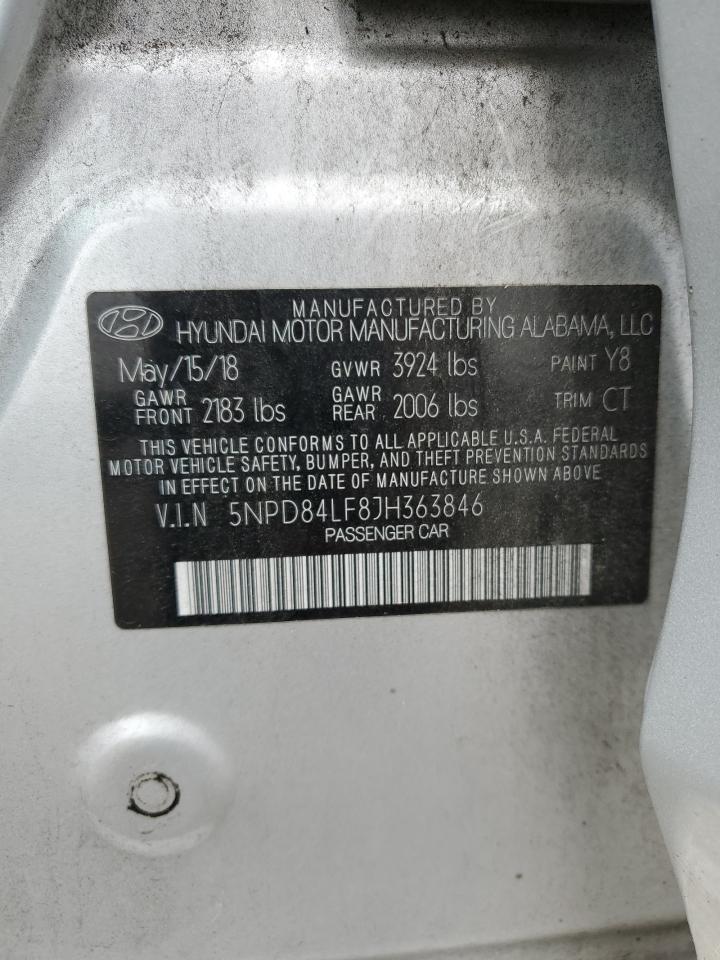 MANUFACTURED BY
HYUNDAI MOTOR MANUFACTURING ALABAMA, LLC
May/15/18 GVWR 3924 lbs PAINT Y8
GAWR FRONT 2183 lbs GAWR REAR 2006 lbs TRIM CT
THIS VEHICLE CONFORMS TO ALL APPLICABLE U.S.A. FEDERAL
MOTOR VEHICLE SAFETY, BUMPER, AND THEFT PREVENTION STANDARDS
IN EFFECT ON THE DATE OF MANUFACTURE SHOWN ABOVE
V.I.N 5NPD84LF8JH363846
PASSENGER CAR